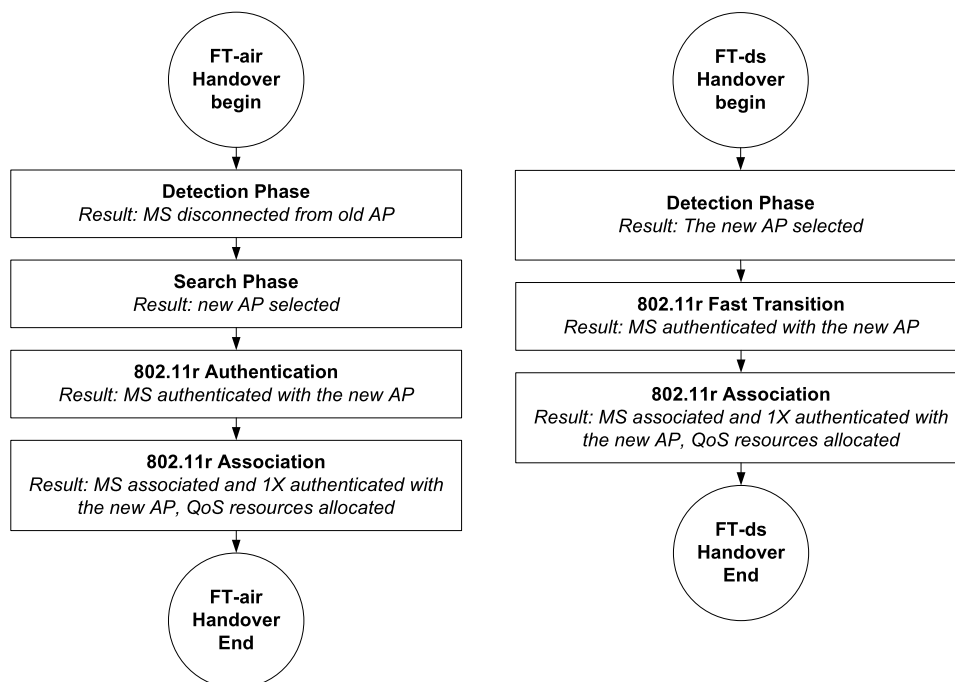 FT-air
Handover
begin
Detection Phase
Result: MS disconnected from old AP
Search Phase
Result: new AP selected
802.11r Authentication
Result: MS authenticated with the new AP
802.11r Association
Result: MS associated and 1X authenticated with
the new AP, QoS resources allocated
FT-air
Handover
End
FT-ds
Handover
begin
Detection Phase
Result: The new AP selected
802.11r Fast Transition
Result: MS authenticated with the new AP
802.11r Association
Result: MS associated and 1X authenticated with
the new AP, QoS resources allocated
FT-ds
Handover
End